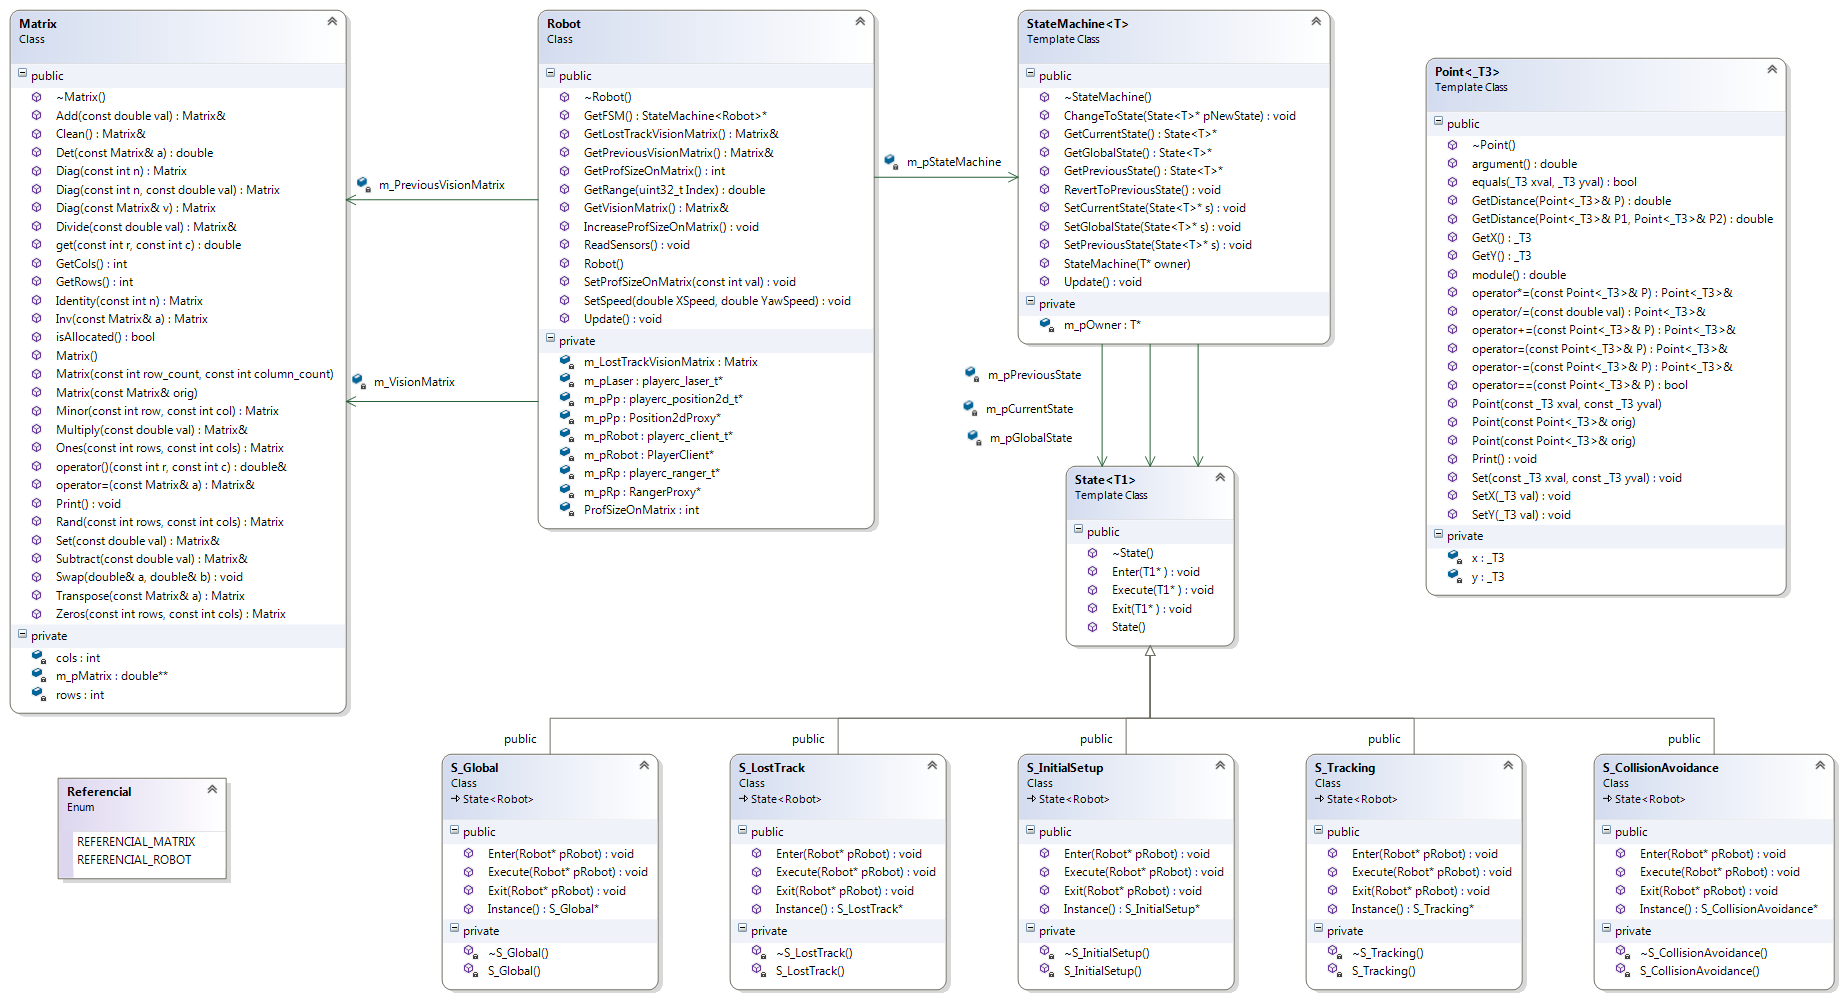 Matrix
Class
public
~Matrix()
Add(const double val) : Matrix&
Clean() : Matrix&
Det(const Matrix& a) : double
Diag(const int n) : Matrix
Diag(const int n, const double val) : Matrix
Diag(const Matrix& v) : Matrix
Divide(const double val) : Matrix&
get(const int r, const int c) : double
GetCols() : int
GetRows() : int
Identity(const int n) : Matrix
Inv(const Matrix& a) : Matrix
isAllocated() : bool
Matrix()
Matrix(const int row_count, const int column_count)
Matrix(const Matrix& orig)
Minor(const int row, const int col) : Matrix
Multiply(const double val) : Matrix&
Ones(const int rows, const int cols) : Matrix
operator()(const int r, const int c) : double&
operator=(const Matrix& a) : Matrix&
Print() : void
Rand(const int rows, const int cols) : Matrix
Set(const double val) : Matrix&
Subtract(const double val) : Matrix&
Swap(double& a, double& b) : void
Transpose(const Matrix& a) : Matrix
Zeros(const int rows, const int cols) : Matrix
private
cols : int
m_pMatrix : double**
rows : int
m_PreviousVisionMatrix
m_VisionMatrix
Robot
Class
public
~Robot()
GetFSM() : StateMachine<Robot>*
GetLostTrackVisionMatrix() : Matrix&
GetPreviousVisionMatrix() : Matrix&
GetProfSizeOnMatrix() : int
GetRange(uint32_t Index) : double
GetVisionMatrix() : Matrix&
IncreaseProfSizeOnMatrix() : void
ReadSensors() : void
Robot()
SetProfSizeOnMatrix(const int val) : void
SetSpeed(double XSpeed, double YawSpeed) : void
Update() : void
private
m_LostTrackVisionMatrix : Matrix
m_pLaser : playerc_laser_t*
m_pPp : playerc_position2d_t*
m_pPp : Position2dProxy*
m_pRobot : playerc_client_t*
m_pRobot : PlayerClient*
m_pRp : playerc_ranger_t*
m_pRp : RangerProxy*
ProfSizeOnMatrix : int
m_pStateMachine
StateMachine<T>
Template Class
public
~StateMachine()
ChangeToState(State<T>* pNewState) : void
GetCurrentState() : State<T>*
GetGlobalState() : State<T>*
GetPreviousState() : State<T>*
RevertToPreviousState() : void
SetCurrentState(State<T>* s) : void
SetGlobalState(State<T>* s) : void
SetPreviousState(State<T>* s) : void
StateMachine(T* owner)
Update() : void
private
m_pOwner : T*
m_pPreviousState
m_pCurrentState
m_pGlobalState
State<T1>
Template Class
public
~State()
Enter(T1* ) : void
Execute(T1* ) : void
Exit(T1* ) : void
State()
Point<_T3>
Template Class
public
~Point()
argument() : double
equals(_T3 xval, _T3 yval) : bool
GetDistance(Point<_T3>& P) : double
GetDistance(Point<_T3>& P1, Point<_T3>& P2) : double
GetX() : _T3
GetY() : _T3
module() : double
operator*=(const Point<_T3>& P) : Point<_T3>&
operator/=(const double val) : Point<_T3>&
operator+=(const Point<_T3>& P) : Point<_T3>&
operator=(const Point<_T3>& P) : Point<_T3>&
operator-=(const Point<_T3>& P) : Point<_T3>&
operator==(const Point<_T3>& P) : bool
Point(const _T3 xval, const _T3 yval)
Point(const Point<_T3>& orig)
Point(const Point<_T3>& orig)
Print() : void
Set(const _T3 xval, const _T3 yval) : void
SetX(_T3 val) : void
SetY(_T3 val) : void
private
x : _T3
y : _T3
Referencial
Enum
REFERENCIAL_MATRIX
REFERENCIAL_ROBOT
public
S_Global
Class
State<Robot>
public
Enter(Robot* pRobot) : void
Execute(Robot* pRobot) : void
Exit(Robot* pRobot) : void
Instance() : S_Global*
private
~S_Global()
S_Global()
public
S_LostTrack
Class
State<Robot>
public
Enter(Robot* pRobot) : void
Execute(Robot* pRobot) : void
Exit(Robot* pRobot) : void
Instance() : S_LostTrack*
private
~S_LostTrack()
S_LostTrack()
public
S_InitialSetup
Class
State<Robot>
public
Enter(Robot* pRobot) : void
Execute(Robot* pRobot) : void
Exit(Robot* pRobot) : void
Instance() : S_InitialSetup*
private
~S_InitialSetup()
S_InitialSetup()
public
S_Tracking
Class
State<Robot>
public
Enter(Robot* pRobot) : void
Execute(Robot* pRobot) : void
Exit(Robot* pRobot) : void
Instance() : S_Tracking*
private
~S_Tracking()
S_Tracking()
public
S_CollisionAvoidance
Class
State<Robot>
public
Enter(Robot* pRobot) : void
Execute(Robot* pRobot) : void
Exit(Robot* pRobot) : void
Instance() : S_CollisionAvoidance*
private
~S_CollisionAvoidance()
S_CollisionAvoidance()